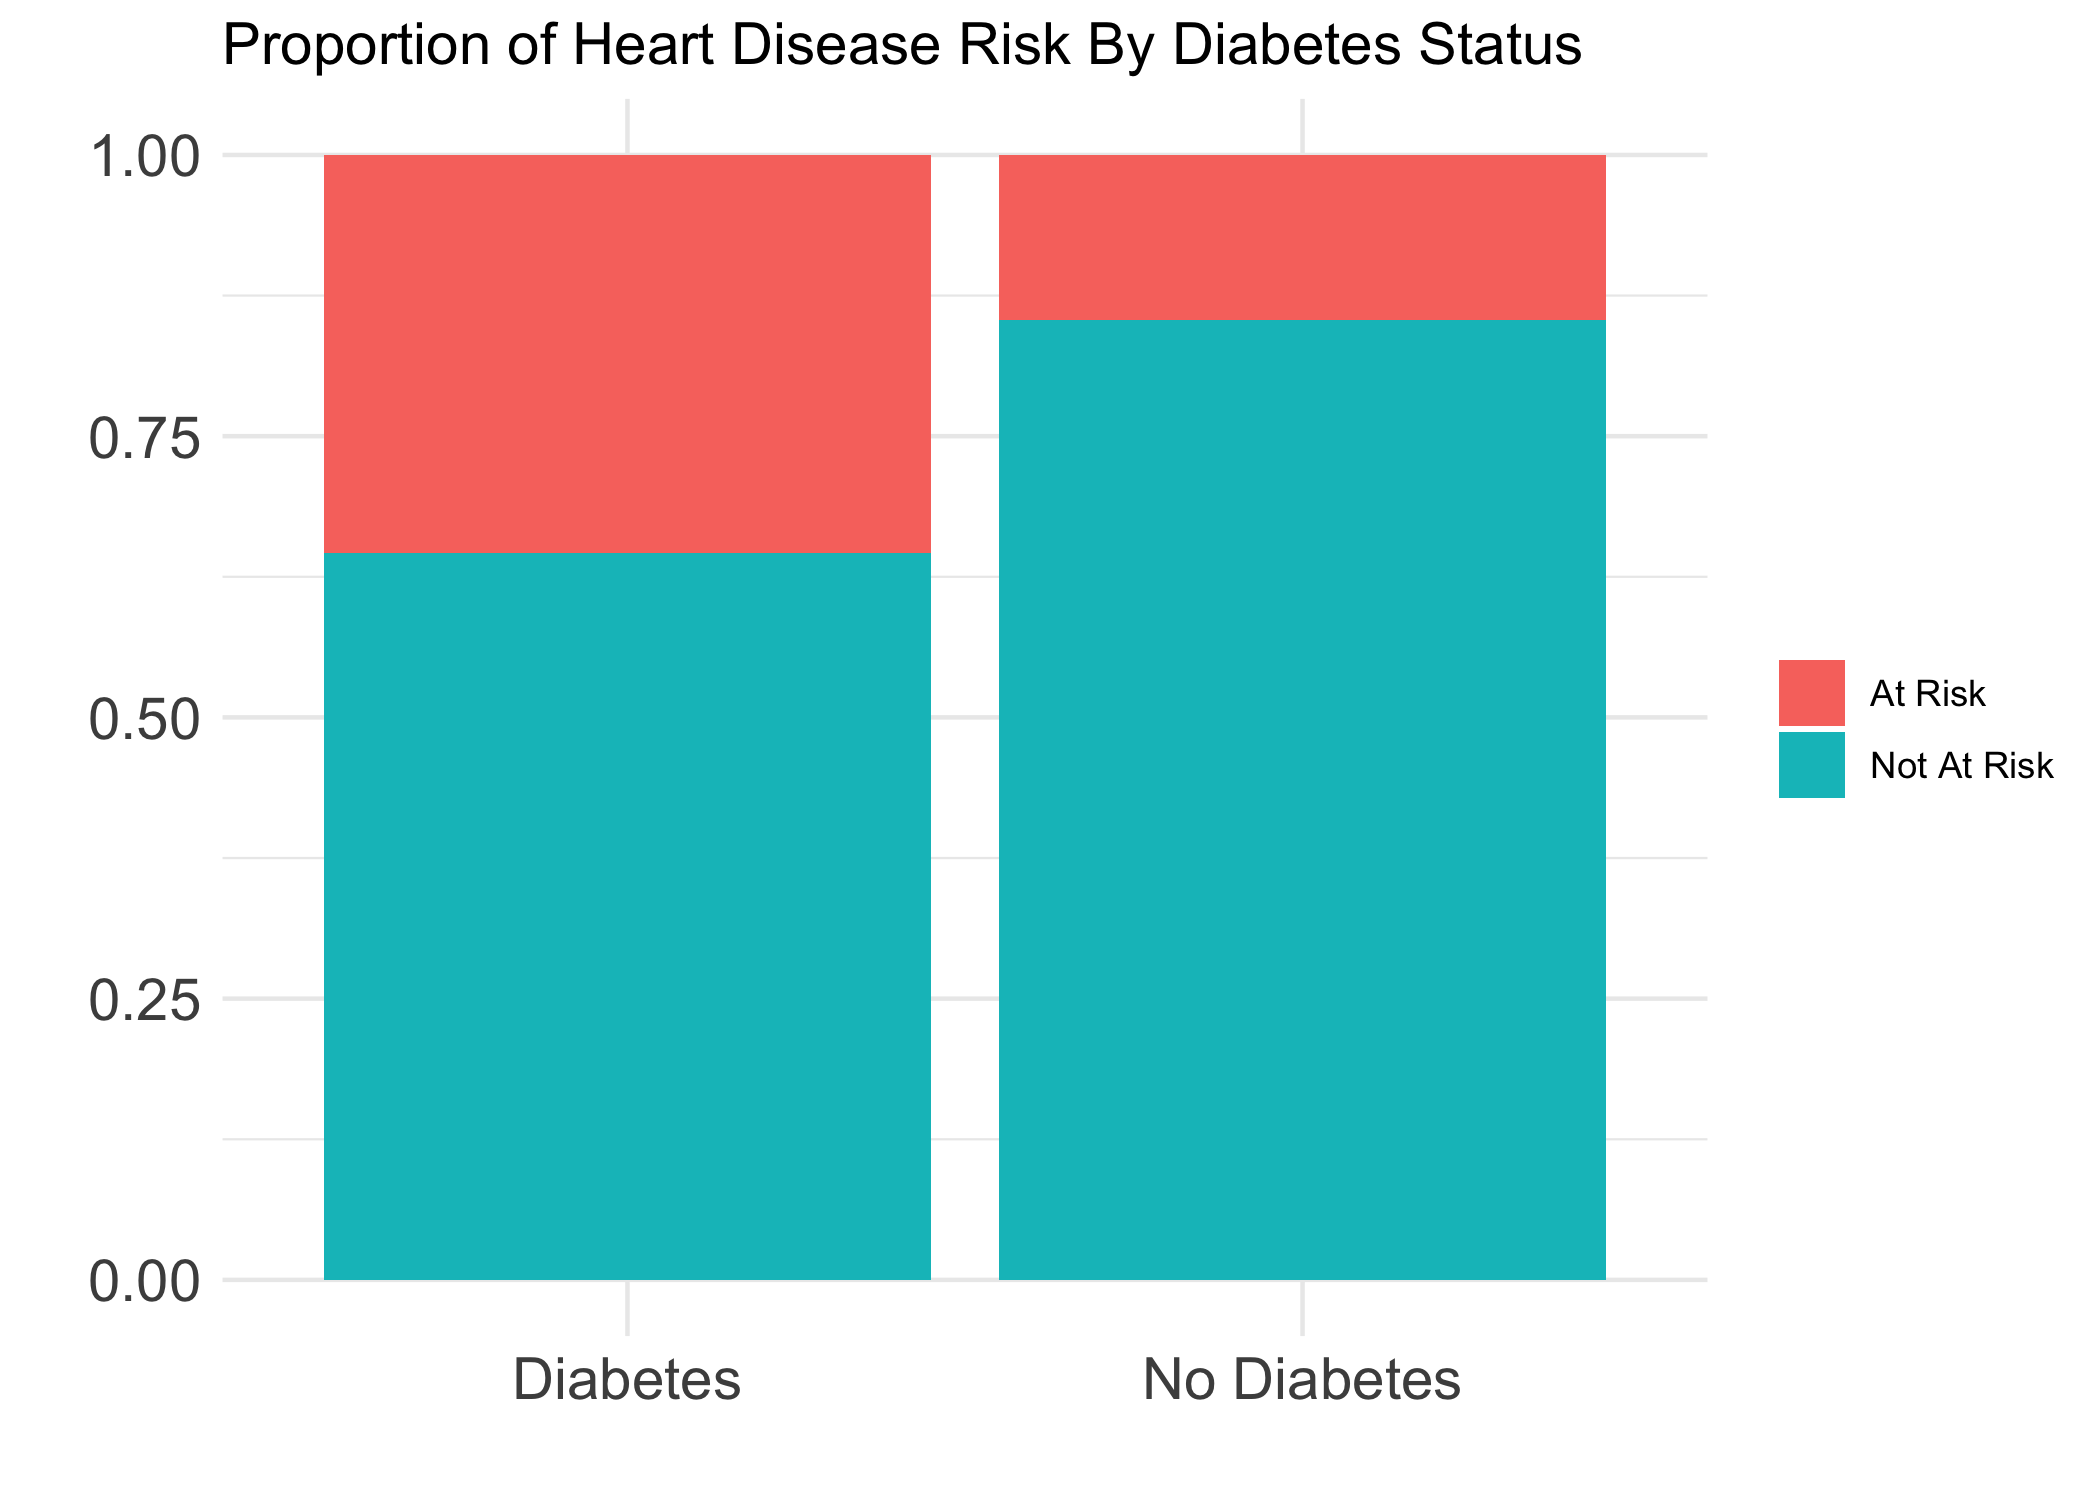 Proportion of Heart Disease Risk By Diabetes Status
1.00
0.75
0.50
0.25
0.00
Diabetes
No Diabetes
At Risk
Not At Risk